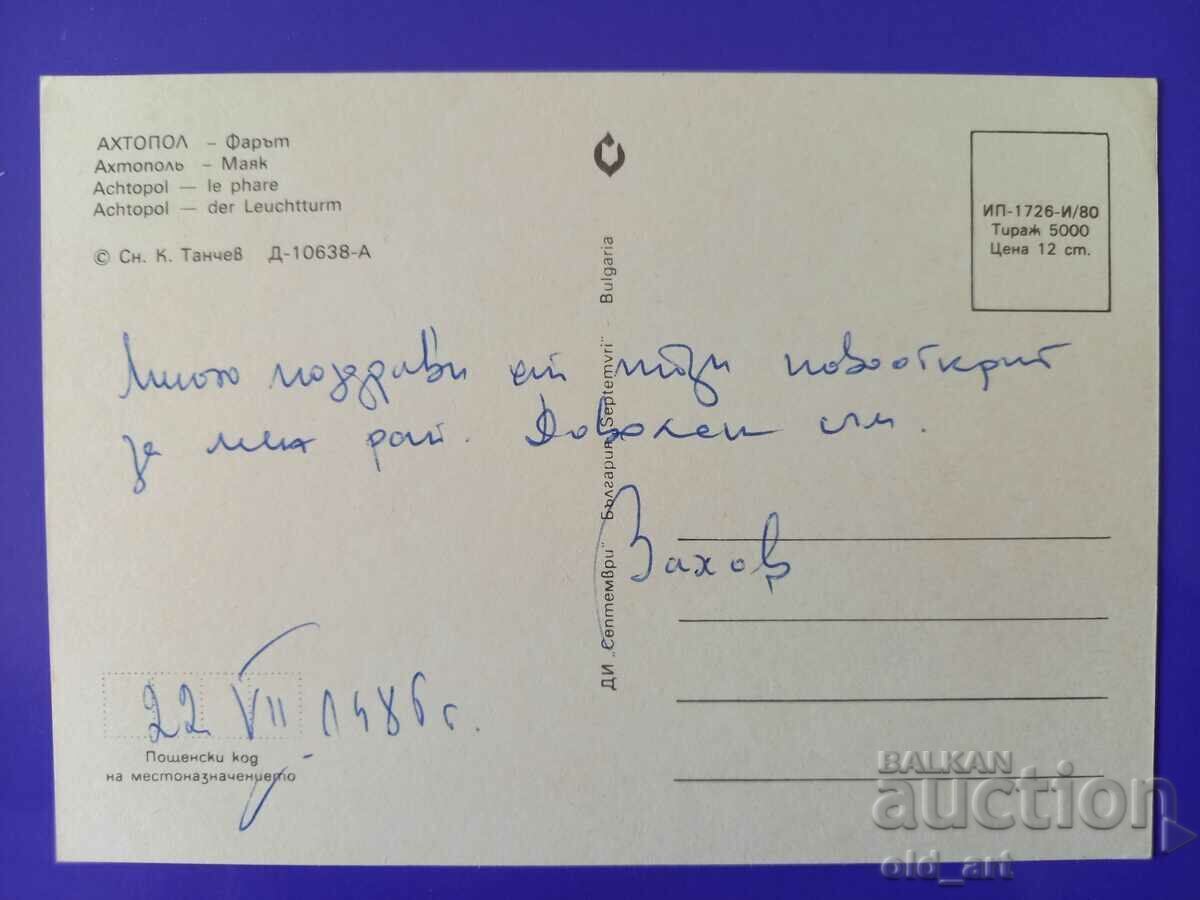 АХТОПОЛ – Фарът
Ахтополь – Маяк
Achtopol — le phare
Achtopol — der Leuchtturm
© Сн. К. Танчев Д-10638-А
ИП-1726-И/80
Тираж 5000
Цена 12 ст.
Много поздрави от този новооткрит
за мен рай. Доволен съм.
Захов
22 VII 1986 г.
Пощенски код
на местоназначението
ДИ „Септември" България „Septemvri" - Bulgaria
BALKAN
auction
old_art